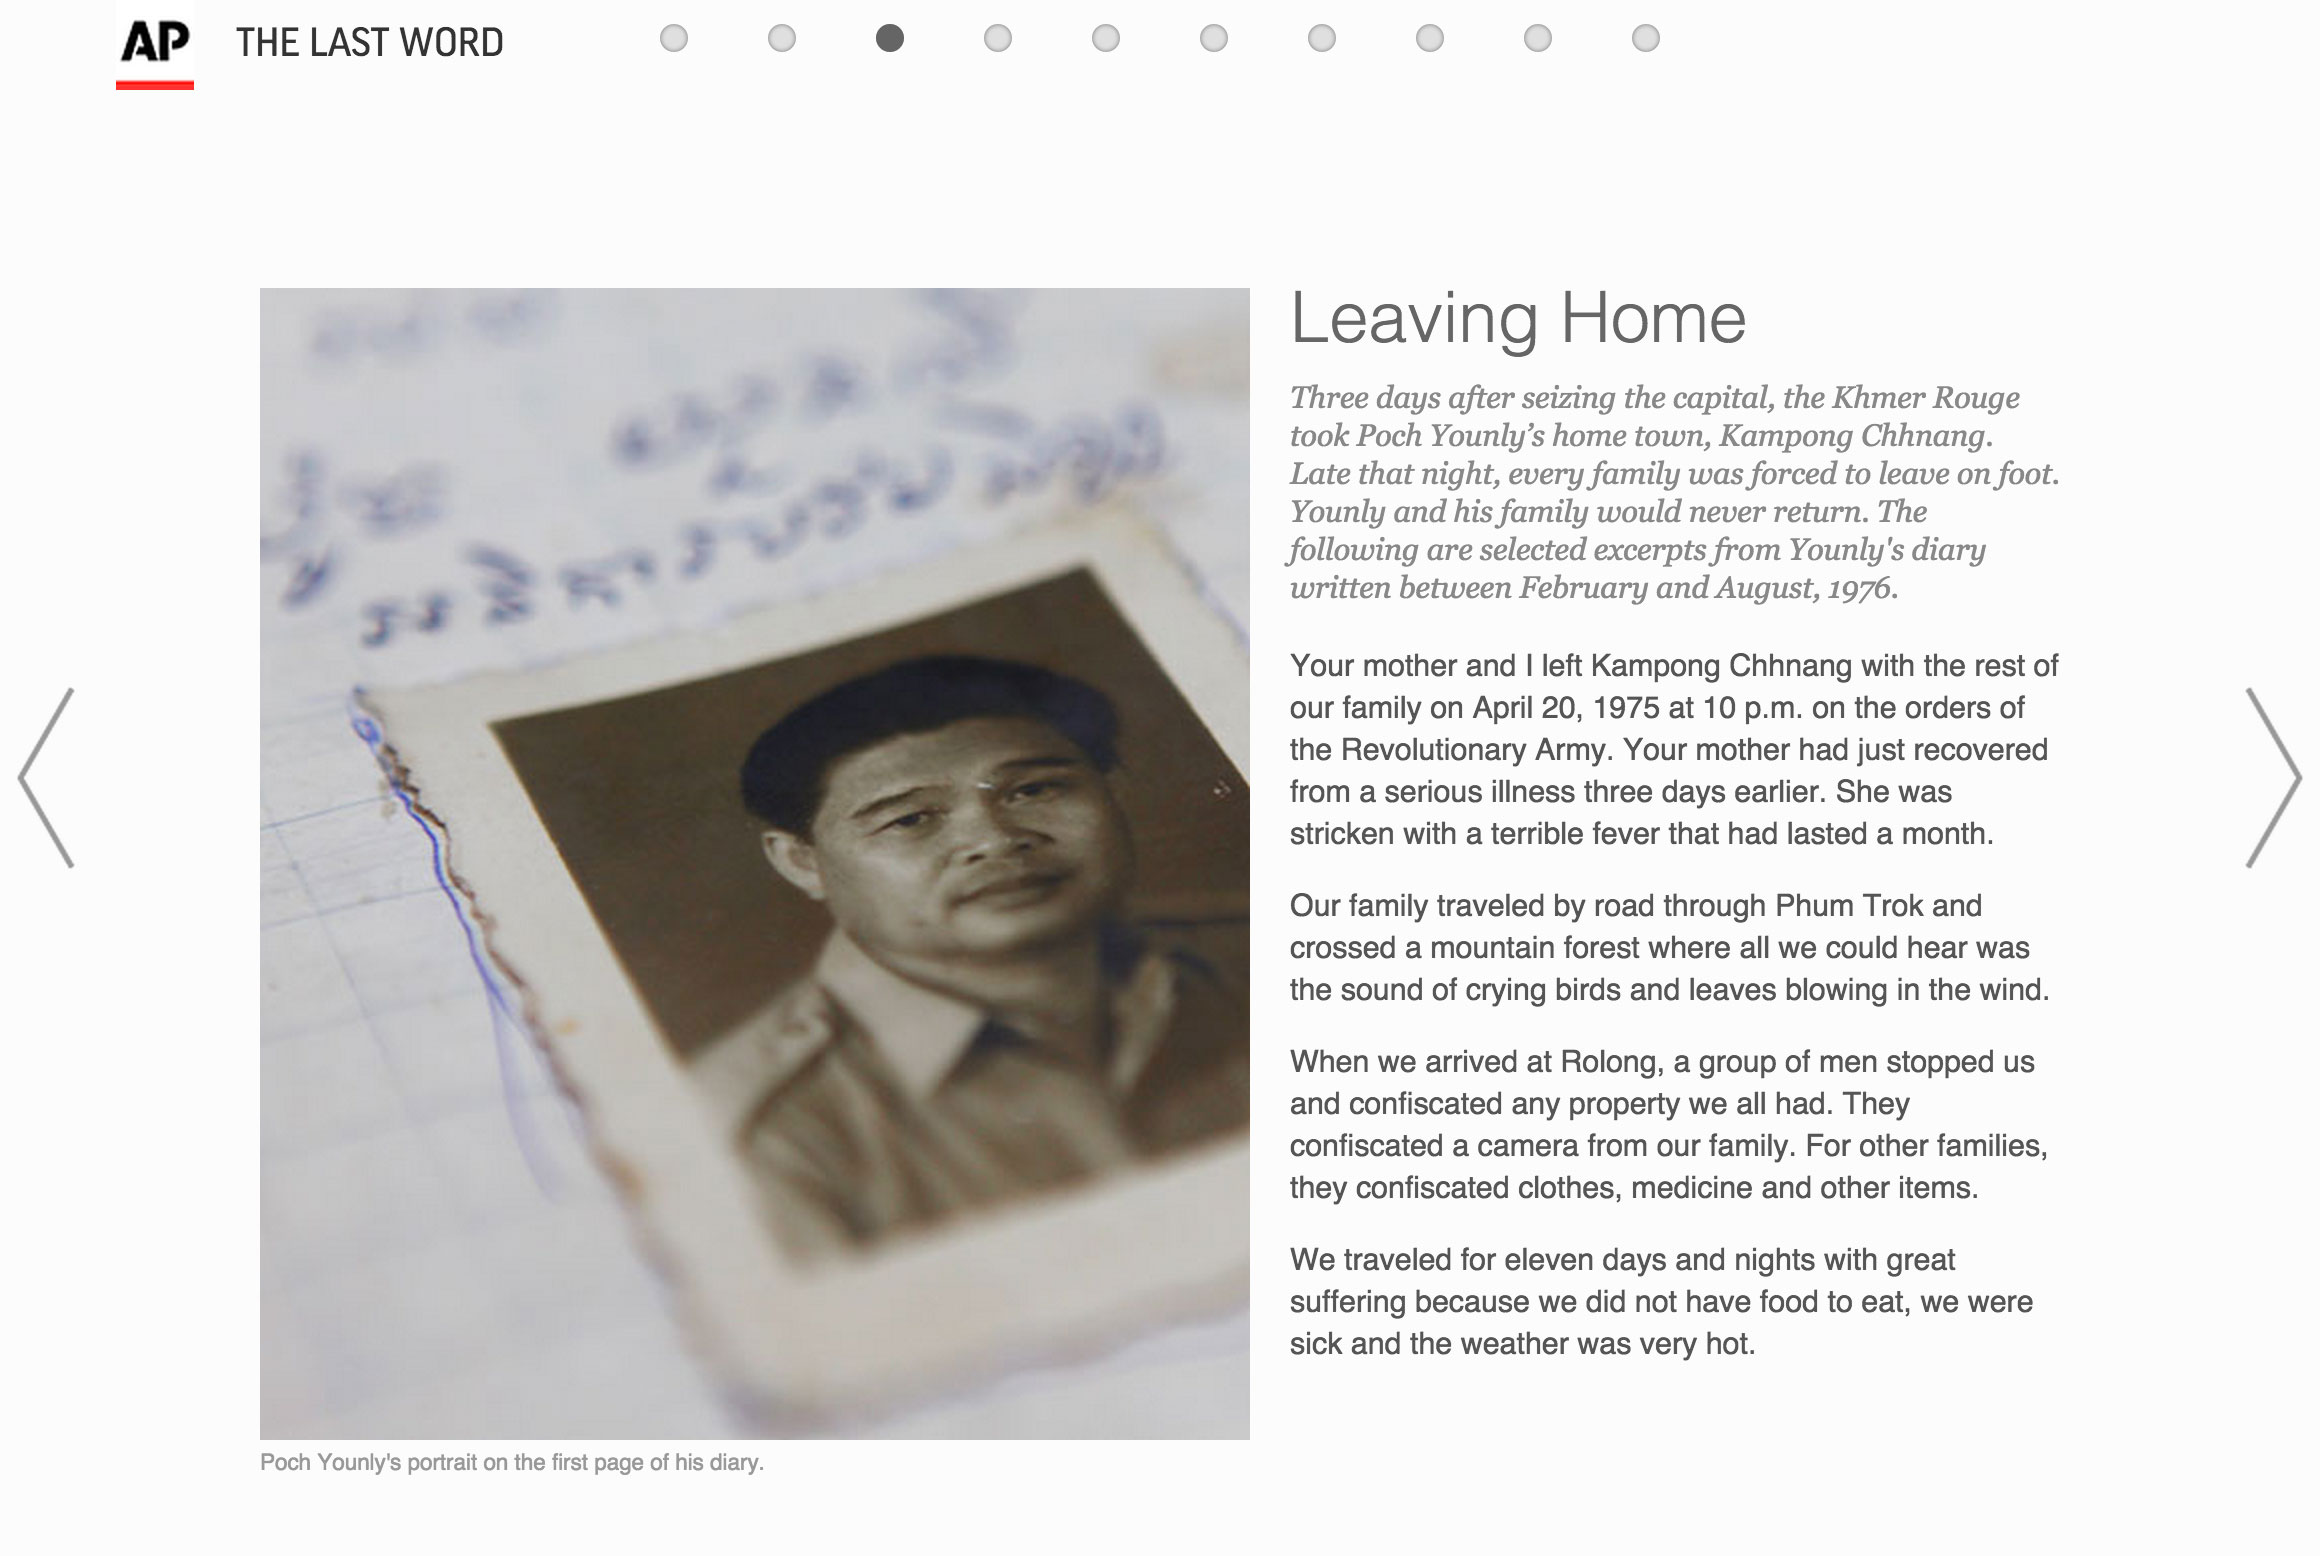 AP
THE LAST WORD
Leaving Home
Three days after seizing the capital, the Khmer Rouge
took Poch Younly’s home town, Kampong Chhnang.
Late that night, every family was forced to leave on foot.
Younly and his family would never return. The
following are selected excerpts from Younly's diary
written between February and August, 1976.
Your mother and I left Kampong Chhnang with the rest of
our family on April 20, 1975 at 10 p.m. on the orders of
the Revolutionary Army. Your mother had just recovered
from a serious illness three days earlier. She was
stricken with a terrible fever that had lasted a month.
Our family traveled by road through Phum Trok and
crossed a mountain forest where all we could hear was
the sound of crying birds and leaves blowing in the wind.
When we arrived at Rolong, a group of men stopped us
and confiscated any property we all had. They
confiscated a camera from our family. For other families,
they confiscated clothes, medicine and other items.
We traveled for eleven days and nights with great
suffering because we did not have food to eat, we were
sick and the weather was very hot.
Poch Younly's portrait on the first page of his diary.